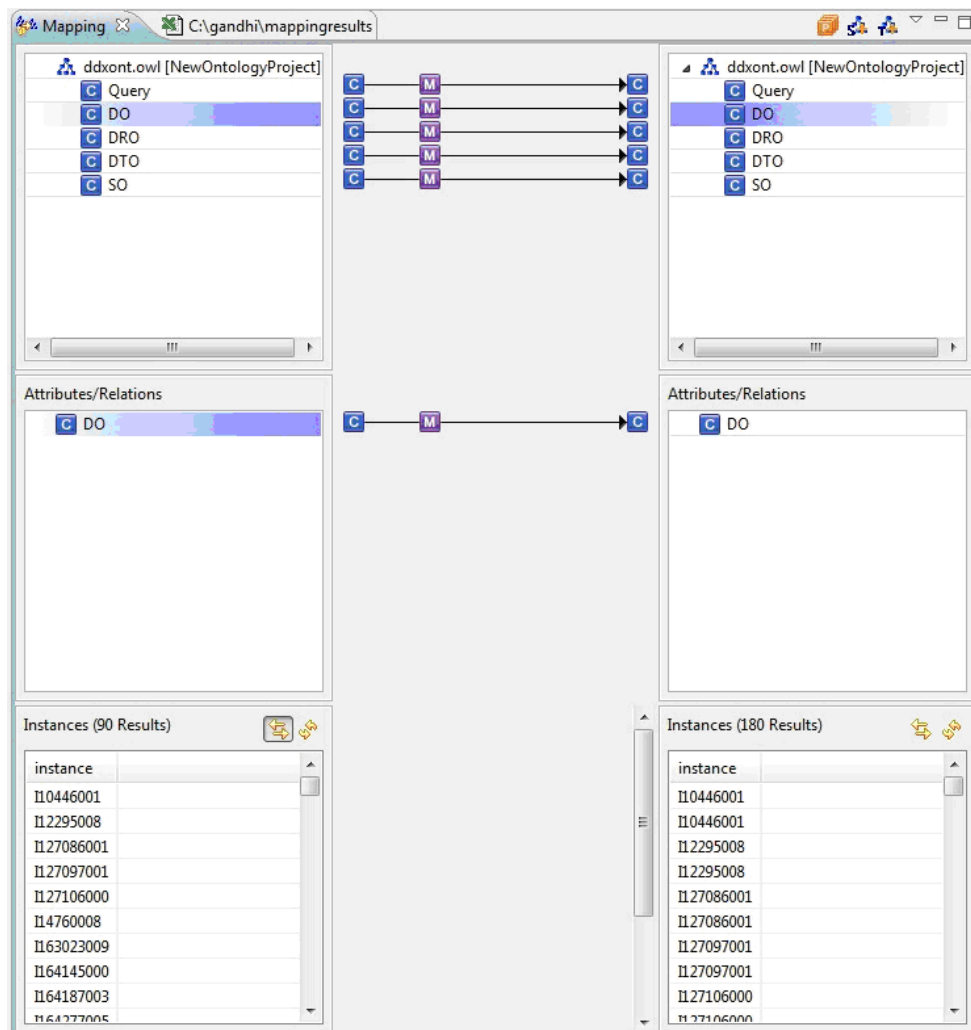 Mapping C:\gandhi\mappingresults
ddxont.owl [NewOntologyProject]
C Query
C DO
C DRO
C DTO
C SO
C M C
C M C
C M C
C M C
C M C
ddxont.owl [NewOntologyProject]
C Query
C DO
C DRO
C DTO
C SO
Attributes/Relations
C DO
C M C
Attributes/Relations
C DO
Instances (90 Results)
instance
I10446001
I12295008
I127086001
I127097001
I127106000
I14760008
I163023009
I164145000
I164187003
I164277005
Instances (180 Results)
instance
I10446001
I10446001
I12295008
I12295008
I127086001
I127086001
I127097001
I127097001
I127106000
I127106000